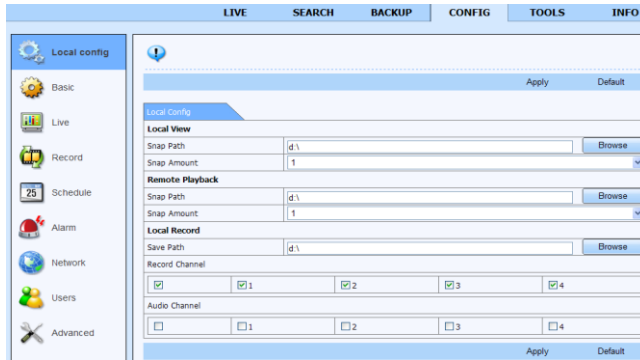 LIVE SEARCH BACKUP CONFIG TOOLS INFO
Local config
Basic
Live
Record
25 Schedule
Alarm
Network
Users
Advanced
Apply Default
Local Config
Local View
Snap Path d:\ Browse
Snap Amount 1
Remote Playback
Snap Path d:\ Browse
Snap Amount 1
Local Record
Save Path d:\ Browse
Record Channel
1 2 3 4
Audio Channel
1 2 3 4
Apply Default